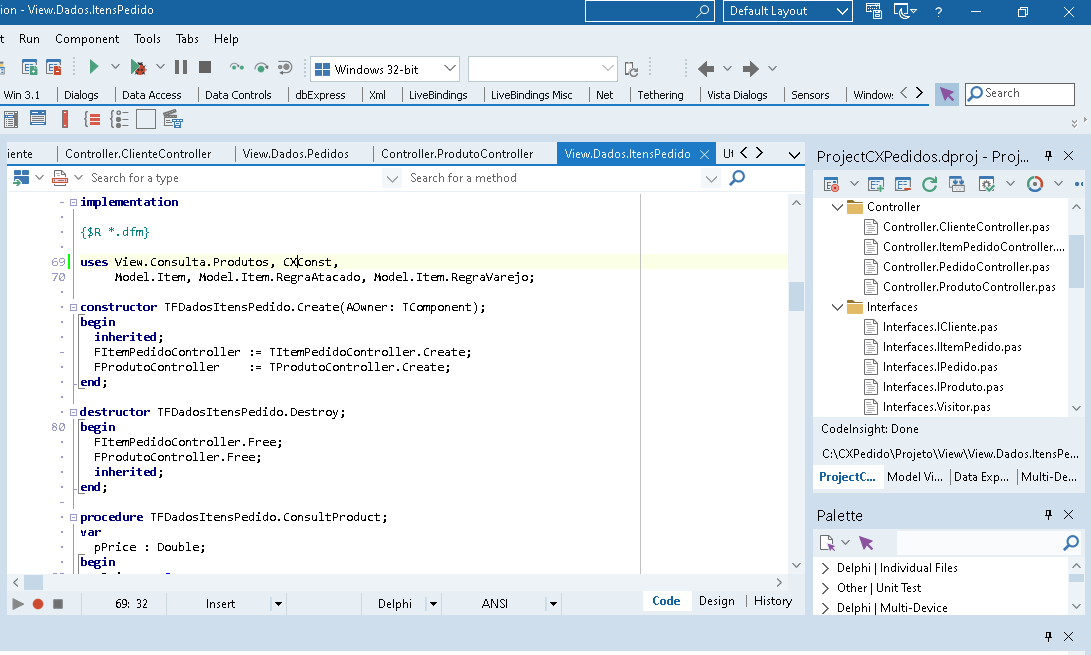 ion - View.Dados.ItensPedido
Default Layout
?
t Run Component Tools Tabs Help
Windows 32-bit
Win 3.1 Dialogs Data Access Data Controls dbExpress Xml LiveBindings LiveBindings Misc Net Tethering Vista Dialogs Sensors Windows
Search
iente Controller.ClienteController View.Dados.Pedidos Controller.ProdutoController View.Dados.ItensPedido Ut
Search for a type Search for a method
implementation
{$R *.dfm}
69 uses View.Consulta.Produtos, CXConst,
70 Model.Item, Model.Item.RegraAtacado, Model.Item.RegraVarejo;
constructor TFDadosItensPedido.Create(AOwner: TComponent);
begin
inherited;
FItemPedidoController := TItemPedidoController.Create;
FProdutoController := TProdutoController.Create;
end;
destructor TFDadosItensPedido.Destroy;
80 begin
FItemPedidoController.Free;
FProdutoController.Free;
inherited;
end;
procedure TFDadosItensPedido.ConsultProduct;
var
pPrice : Double;
begin
69: 32 Insert Delphi ANSI Code Design History
ProjectCXPedidos.dproj - Proj...
Controller
Controller.ClienteController.pas
Controller.ItemPedidoController....
Controller.PedidoController.pas
Controller.ProdutoController.pas
Interfaces
Interfaces.ICliente.pas
Interfaces.IItemPedido.pas
Interfaces.IPedido.pas
Interfaces.IProduto.pas
Interfaces.Visitor.pas
CodeInsight: Done
C:\CXPedido\Projeto\View\View.Dados.ItensPe...
ProjectC... Model Vi... Data Exp... Multi-De...
Palette
Delphi | Individual Files
Other | Unit Test
Delphi | Multi-Device